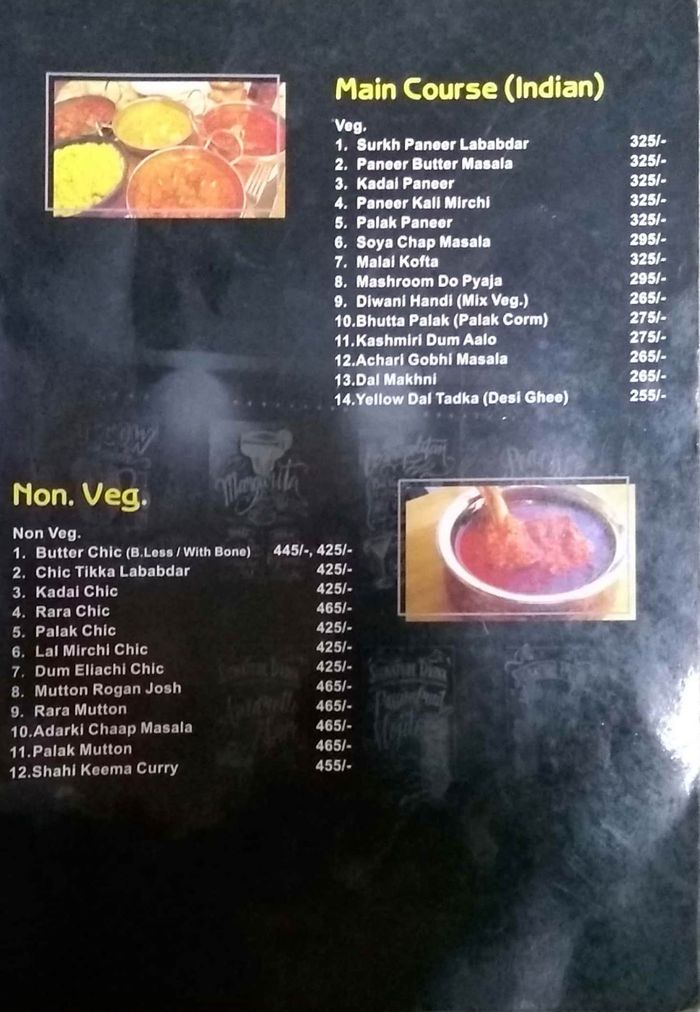 Main Course (Indian)
Veg.
1. Surkh Paneer Lababdar 325/-
2. Paneer Butter Masala 325/-
3. Kadai Paneer 325/-
4. Paneer Kali Mirchi 325/-
5. Palak Paneer 325/-
6. Soya Chap Masala 295/-
7. Malai Kofta 325/-
8. Mashroom Do Pyaja 295/-
9. Diwani Handi (Mix Veg.) 265/-
10.Bhutta Palak (Palak Corm) 275/-
11.Kashmiri Dum Aalo 275/-
12.Achari Gobhi Masala 265/-
13.Dal Makhni 265/-
14.Yellow Dal Tadka (Desi Ghee) 255/-
Margarita
Non. Veg.
Non Veg.
1. Butter Chic (B.Less / With Bone) 445/-, 425/-
2. Chic Tikka Lababdar 425/-
3. Kadai Chic 425/-
4. Rara Chic 465/-
5. Palak Chic 425/-
6. Lal Mirchi Chic 425/-
7. Dum Eliachi Chic 425/-
8. Mutton Rogan Josh 465/-
9. Rara Mutton 465/-
10.Adarki Chaap Masala 465/-
11.Palak Mutton 465/-
12.Shahi Keema Curry 455/-